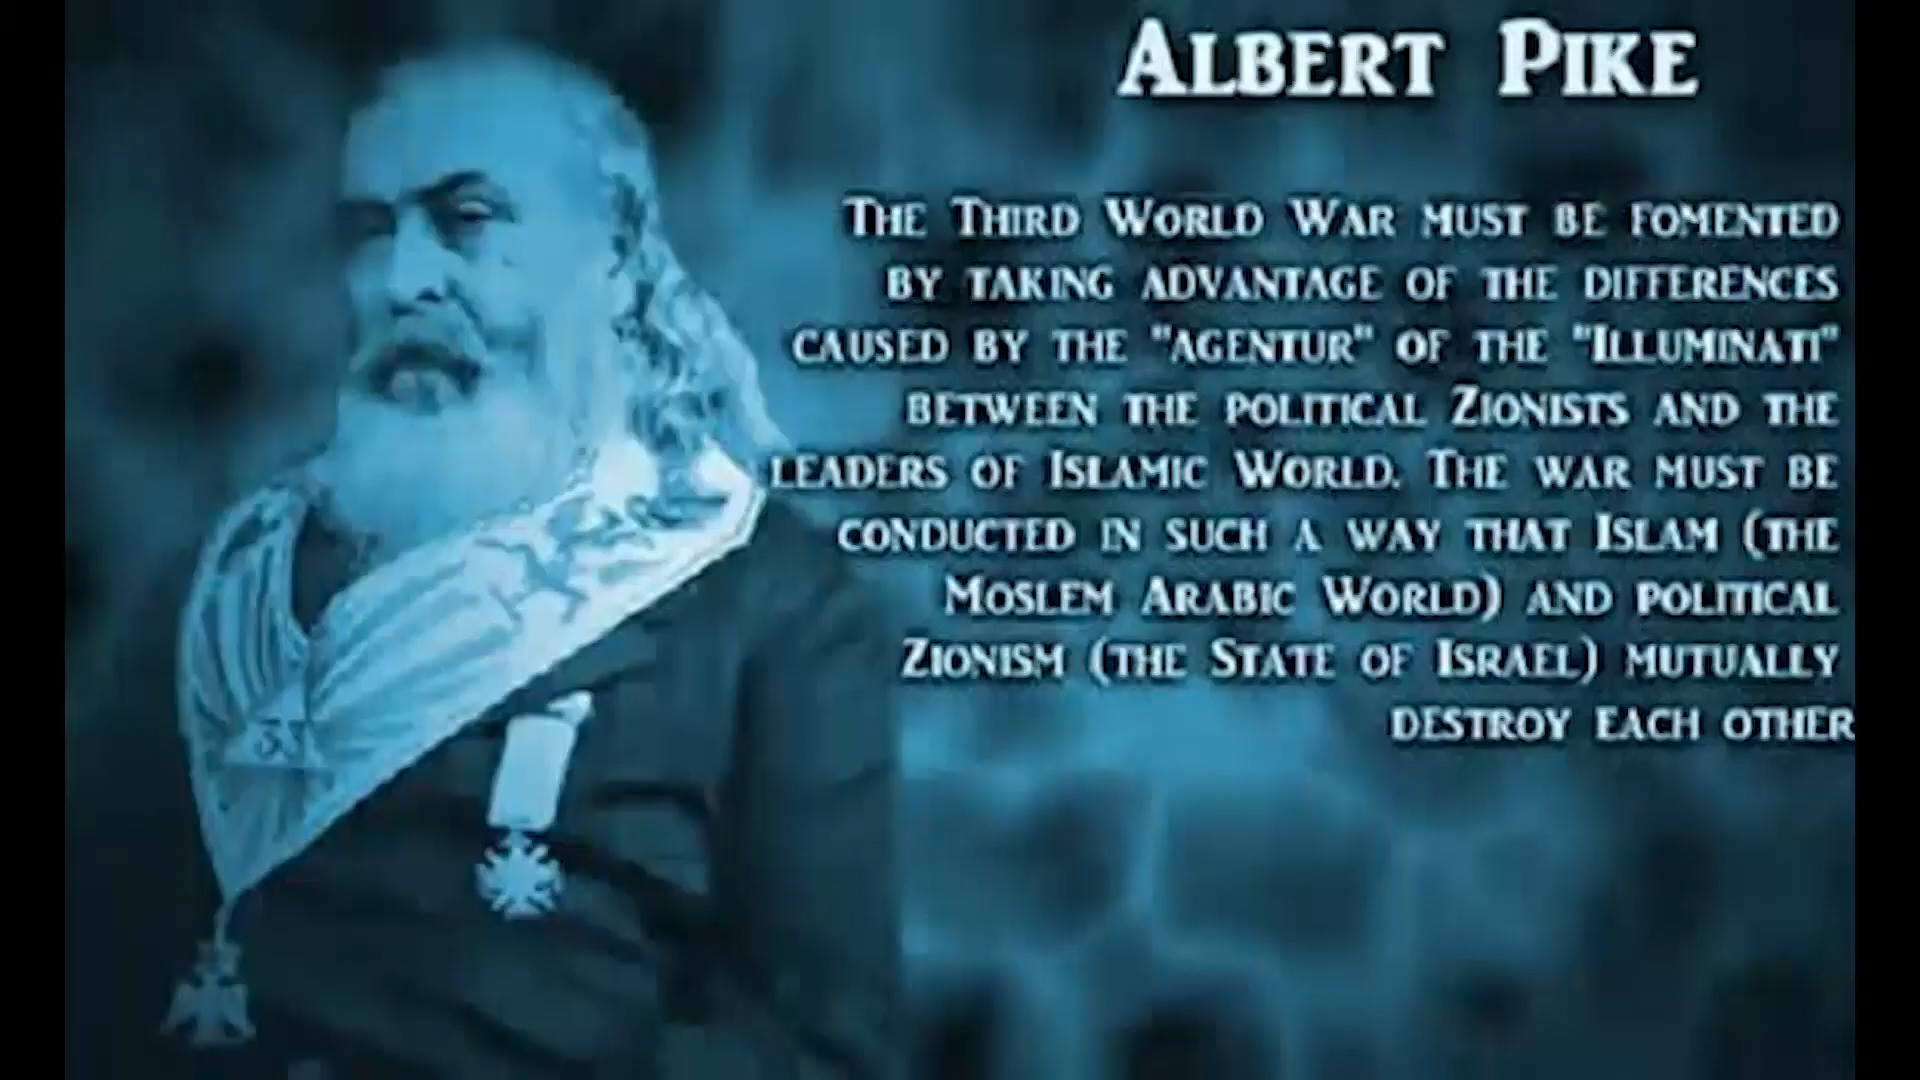 ALBERT PIKE
THE THIRD WORLD WAR MUST BE FOMENTED
BY TAKING ADVANTAGE OF THE DIFFERENCES
CAUSED BY THE "AGENTUR" OF THE "ILLUMINATI"
BETWEEN THE POLITICAL ZIONISTS AND THE
LEADERS OF ISLAMIC WORLD. THE WAR MUST BE
CONDUCTED IN SUCH A WAY THAT ISLAM (THE
MOSLEM ARABIC WORLD) AND POLITICAL
ZIONISM (THE STATE OF ISRAEL) MUTUALLY
DESTROY EACH OTHER
33